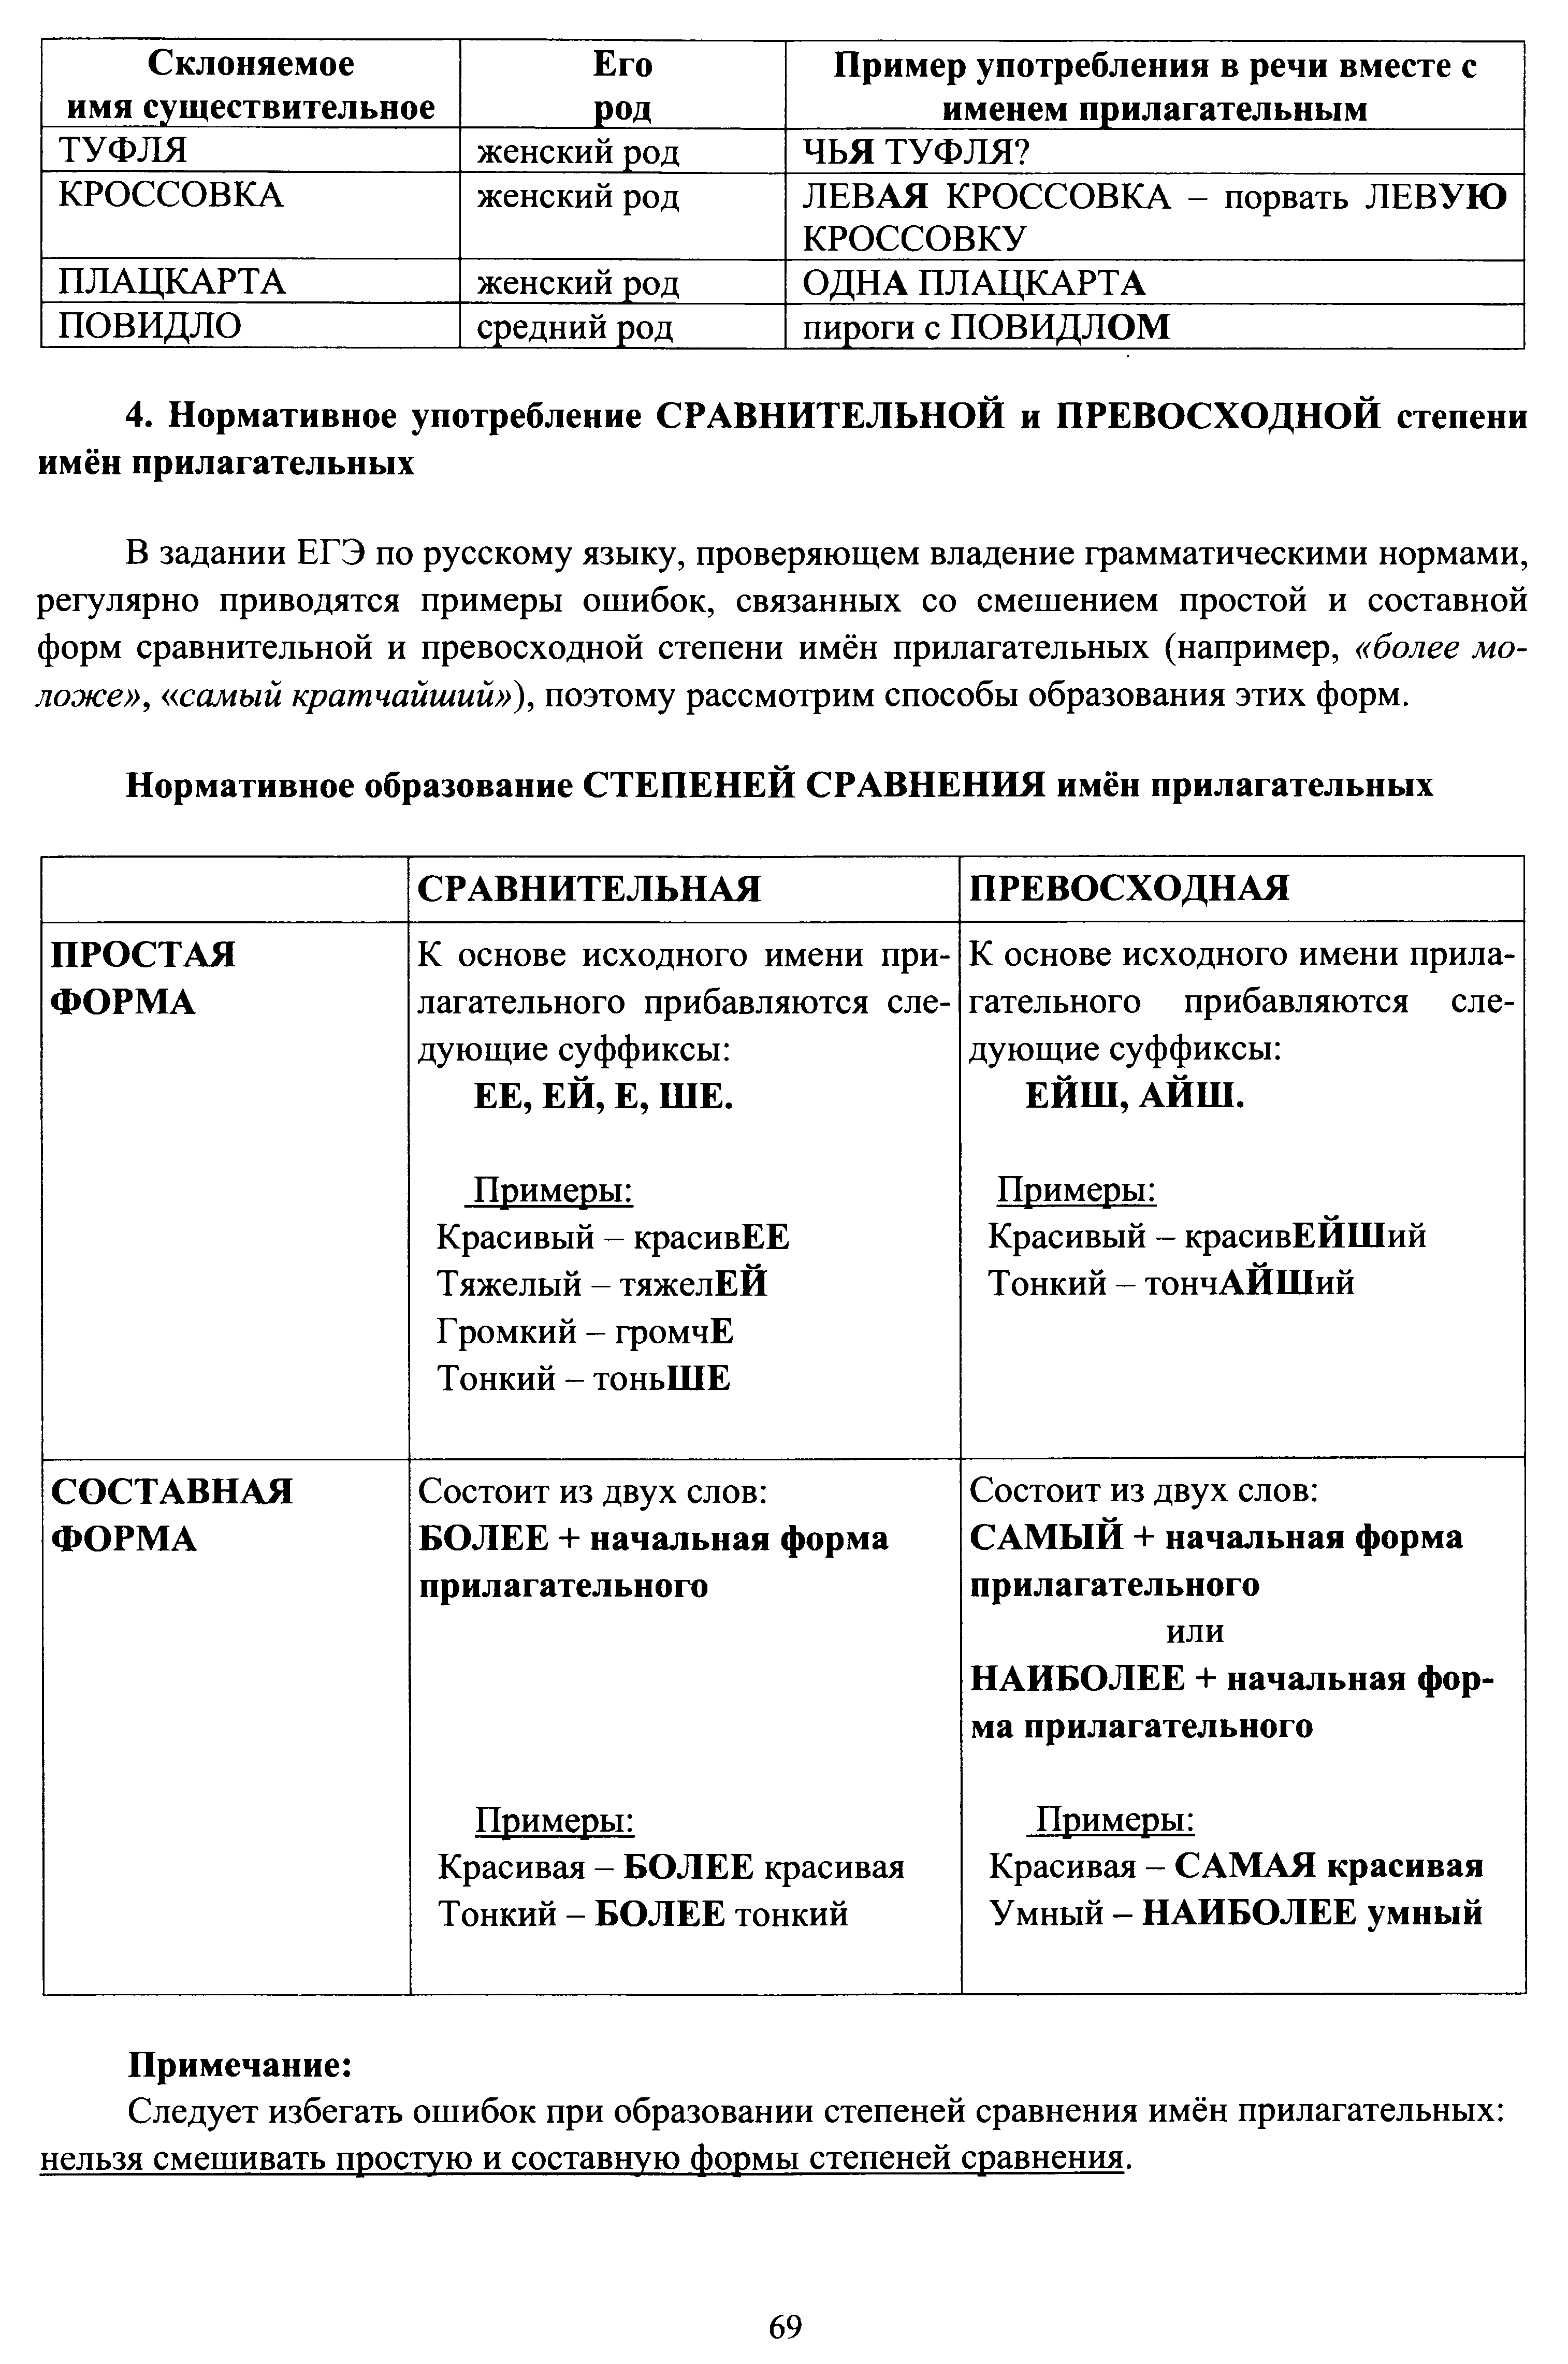 Склоняемое
имя существительное
Его
род
Пример употребления в речи вместе с
именем прилагательным
ТУФЛЯ
женский род
ЧЬЯ ТУФЛЯ?
КРОССОВКА
женский род
ЛЕВАЯ КРОССОВКА – порвать ЛЕВУЮ
КРОССОВКУ
ПЛАЦКАРТА
женский род
ОДНА ПЛАЦКАРТА
ПОВИДЛО
средний род
пироги с ПОВИДЛОМ
4. Нормативное употребление СРАВНИТЕЛЬНОЙ и ПРЕВОСХОДНОЙ степени
имён прилагательных
В задании ЕГЭ по русскому языку, проверяющем владение грамматическими нормами,
регулярно приводятся примеры ошибок, связанных со смешением простой и составной
форм сравнительной и превосходной степени имён прилагательных (например, «более мо-
ложе», «самый кратчайший»), поэтому рассмотрим способы образования этих форм.
Нормативное образование СТЕПЕНЕЙ СРАВНЕНИЯ имён прилагательных
СРАВНИТЕЛЬНАЯ
ПРЕВОСХОДНАЯ
ПРОСТАЯ
ФОРМА
К основе исходного имени при-
лагательного прибавляются сле-
дующие суффиксы:
ЕЕ, ЕЙ, Е, ШЕ.
Примеры:
Красивый – красивЕЕ
Тяжелый – тяжелЕЙ
Громкий – громчЕ
Тонкий – тоньШЕ
К основе исходного имени прила-
гательного прибавляются сле-
дующие суффиксы:
ЕЙШ, АЙШ.
Примеры:
Красивый – красивЕЙШий
Тонкий – тончАЙШий
СОСТАВНАЯ
ФОРМА
Состоит из двух слов:
БОЛЕЕ + начальная форма
прилагательного
Примеры:
Красивая – БОЛЕЕ красивая
Тонкий – БОЛЕЕ тонкий
Состоит из двух слов:
САМЫЙ + начальная форма
прилагательного
или
НАИБОЛЕЕ + начальная фор-
ма прилагательного
Примеры:
Красивая – САМАЯ красивая
Умный – НАИБОЛЕЕ умный
Примечание:
Следует избегать ошибок при образовании степеней сравнения имён прилагательных:
нельзя смешивать простую и составную формы степеней сравнения.
69